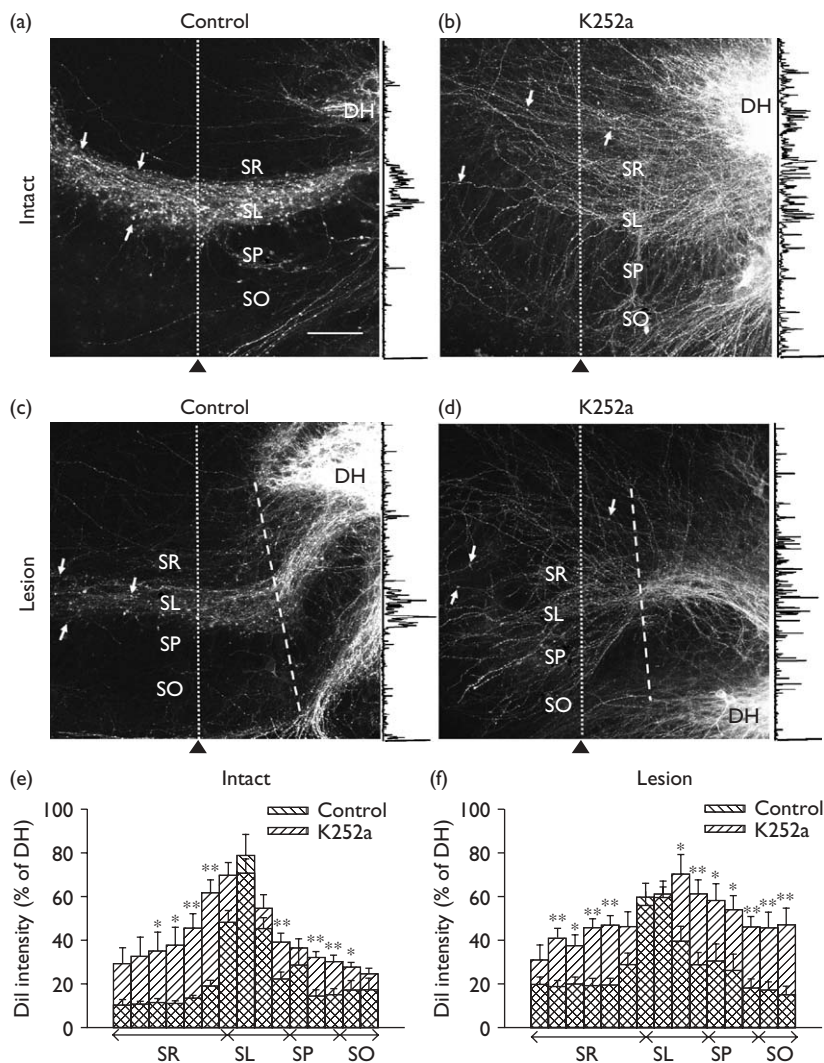 (a) Control (b) K252a
Intact
DH
SR
SL
SP
SO
DH
SR
SL
SP
SO
(c) Control (d) K252a
Lesion
DH
SR
SL
SP
SO
SR
SL
SP
SO
DH
(e) Intact
DiI intensity (% of DH)
100
80
60
40
20
0
Control
K252a
** * * ** ** ** ** ** *
SR SL SP SO
(f) Lesion
DiI intensity (% of DH)
100
80
60
40
20
0
Control
K252a
** * ** ** * ** * * ** ** **
SR SL SP SO